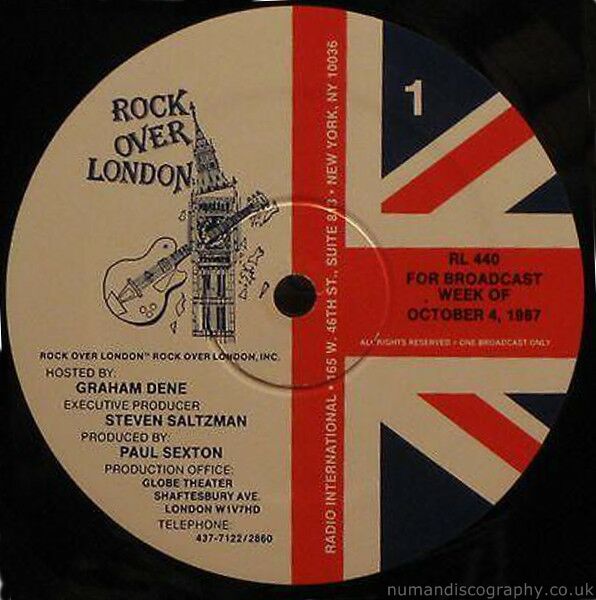 ROCK
OVER
LONDON
ROCK OVER LONDON™ ROCK OVER LONDON, INC.
HOSTED BY:
GRAHAM DENE
EXECUTIVE PRODUCER
STEVEN SALTZMAN
PRODUCED BY:
PAUL SEXTON
PRODUCTION OFFICE:
GLOBE THEATER
SHAFTESBURY AVE.
LONDON W1V7HD
TELEPHONE:
437-7122/2860
RADIO INTERNATIONAL • 165 W. 46TH ST., SUITE 813 • NEW YORK, NY 10036
1
RL 440
FOR BROADCAST
WEEK OF
OCTOBER 4, 1987
ALL RIGHTS RESERVED • ONE BROADCAST ONLY
numandiscography.co.uk